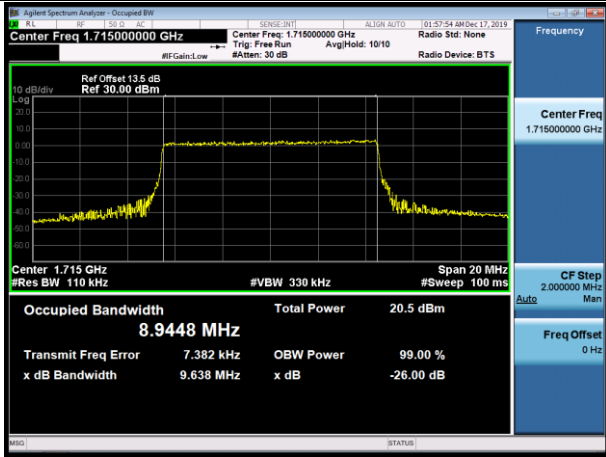 Agilent Spectrum Analyzer - Occupied BW
RL RF 50 Ω AC SENSE:INT ALIGN AUTO 01:57:54 AM Dec 17, 2019
Center Freq 1.715000000 GHz
Center Freq: 1.715000000 GHz
Radio Std: None
Trig: Free Run Avg|Hold: 10/10
#IFGain:Low #Atten: 30 dB Radio Device: BTS
Frequency
Ref Offset 13.5 dB
10 dB/div Ref 30.00 dBm
Log
20.0
10.0
0.00
-10.0
-20.0
-30.0
-40.0
-50.0
-60.0
Center Freq
1.715000000 GHz
Center 1.715 GHz Span 20 MHz
#Res BW 110 kHz #VBW 330 kHz #Sweep 100 ms
CF Step
2.000000 MHz
Auto Man
Occupied Bandwidth Total Power 20.5 dBm
8.9448 MHz
Transmit Freq Error 7.382 kHz OBW Power 99.00 %
x dB Bandwidth 9.638 MHz x dB -26.00 dB
Freq Offset
0 Hz
MSG STATUS